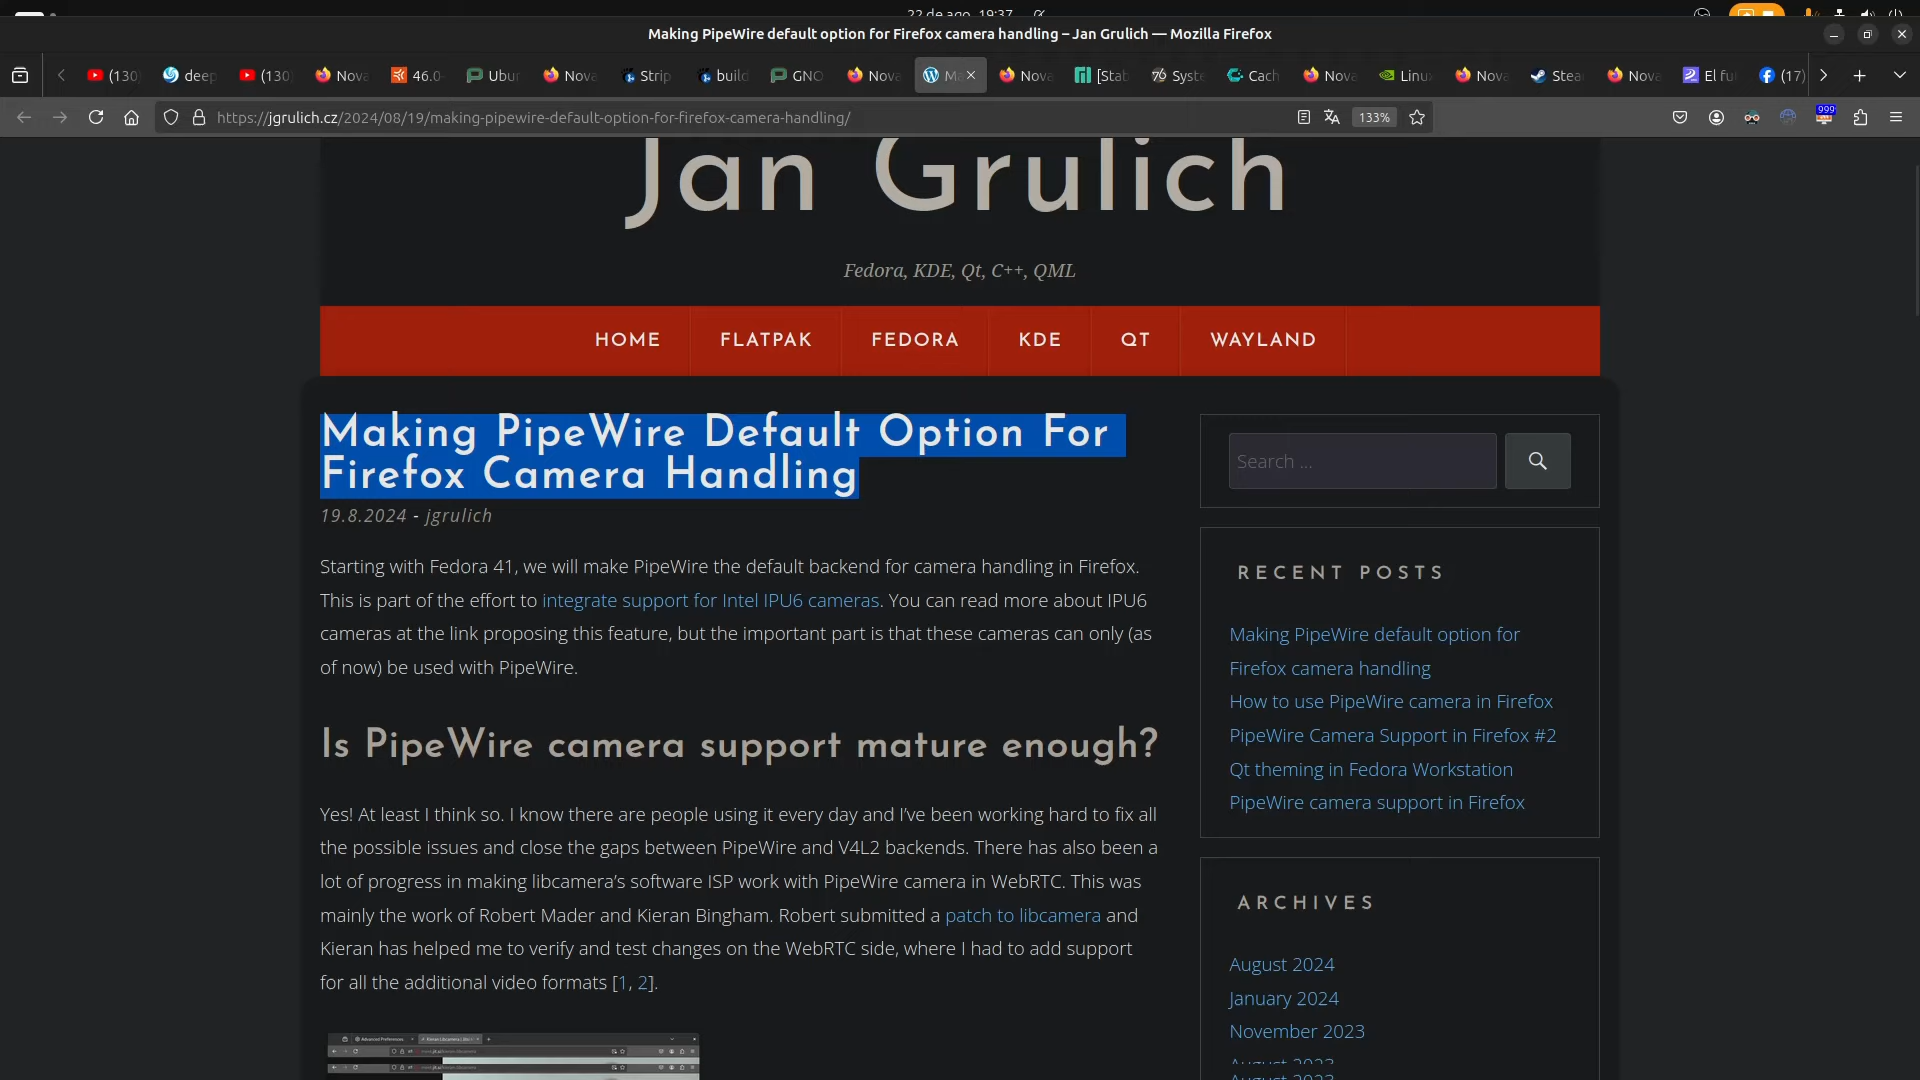 22 de ago 19:37
Making PipeWire default option for Firefox camera handling – Jan Grulich — Mozilla Firefox
(130 deep (130 Nova 46.0 Ubun Nova Strip build GNO Nova Ma Nova [Stab Syste Cach Nova Linux Nova Stea Nova El fu (17)
https://jgrulich.cz/2024/08/19/making-pipewire-default-option-for-firefox-camera-handling/ 133% 999
Jan Grulich
Fedora, KDE, Qt, C++, QML
HOME FLATPAK FEDORA KDE QT WAYLAND
Making PipeWire Default Option For
Firefox Camera Handling
19.8.2024 - jgrulich
Starting with Fedora 41, we will make PipeWire the default backend for camera handling in Firefox.
This is part of the effort to integrate support for Intel IPU6 cameras. You can read more about IPU6
cameras at the link proposing this feature, but the important part is that these cameras can only (as
of now) be used with PipeWire.
Is PipeWire camera support mature enough?
Yes! At least I think so. I know there are people using it every day and I’ve been working hard to fix all
the possible issues and close the gaps between PipeWire and V4L2 backends. There has also been a
lot of progress in making libcamera’s software ISP work with PipeWire camera in WebRTC. This was
mainly the work of Robert Mader and Kieran Bingham. Robert submitted a patch to libcamera and
Kieran has helped me to verify and test changes on the WebRTC side, where I had to add support
for all the additional video formats [1, 2].
Search ...
RECENT POSTS
Making PipeWire default option for
Firefox camera handling
How to use PipeWire camera in Firefox
PipeWire Camera Support in Firefox #2
Qt theming in Fedora Workstation
PipeWire camera support in Firefox
ARCHIVES
August 2024
January 2024
November 2023
August 2023